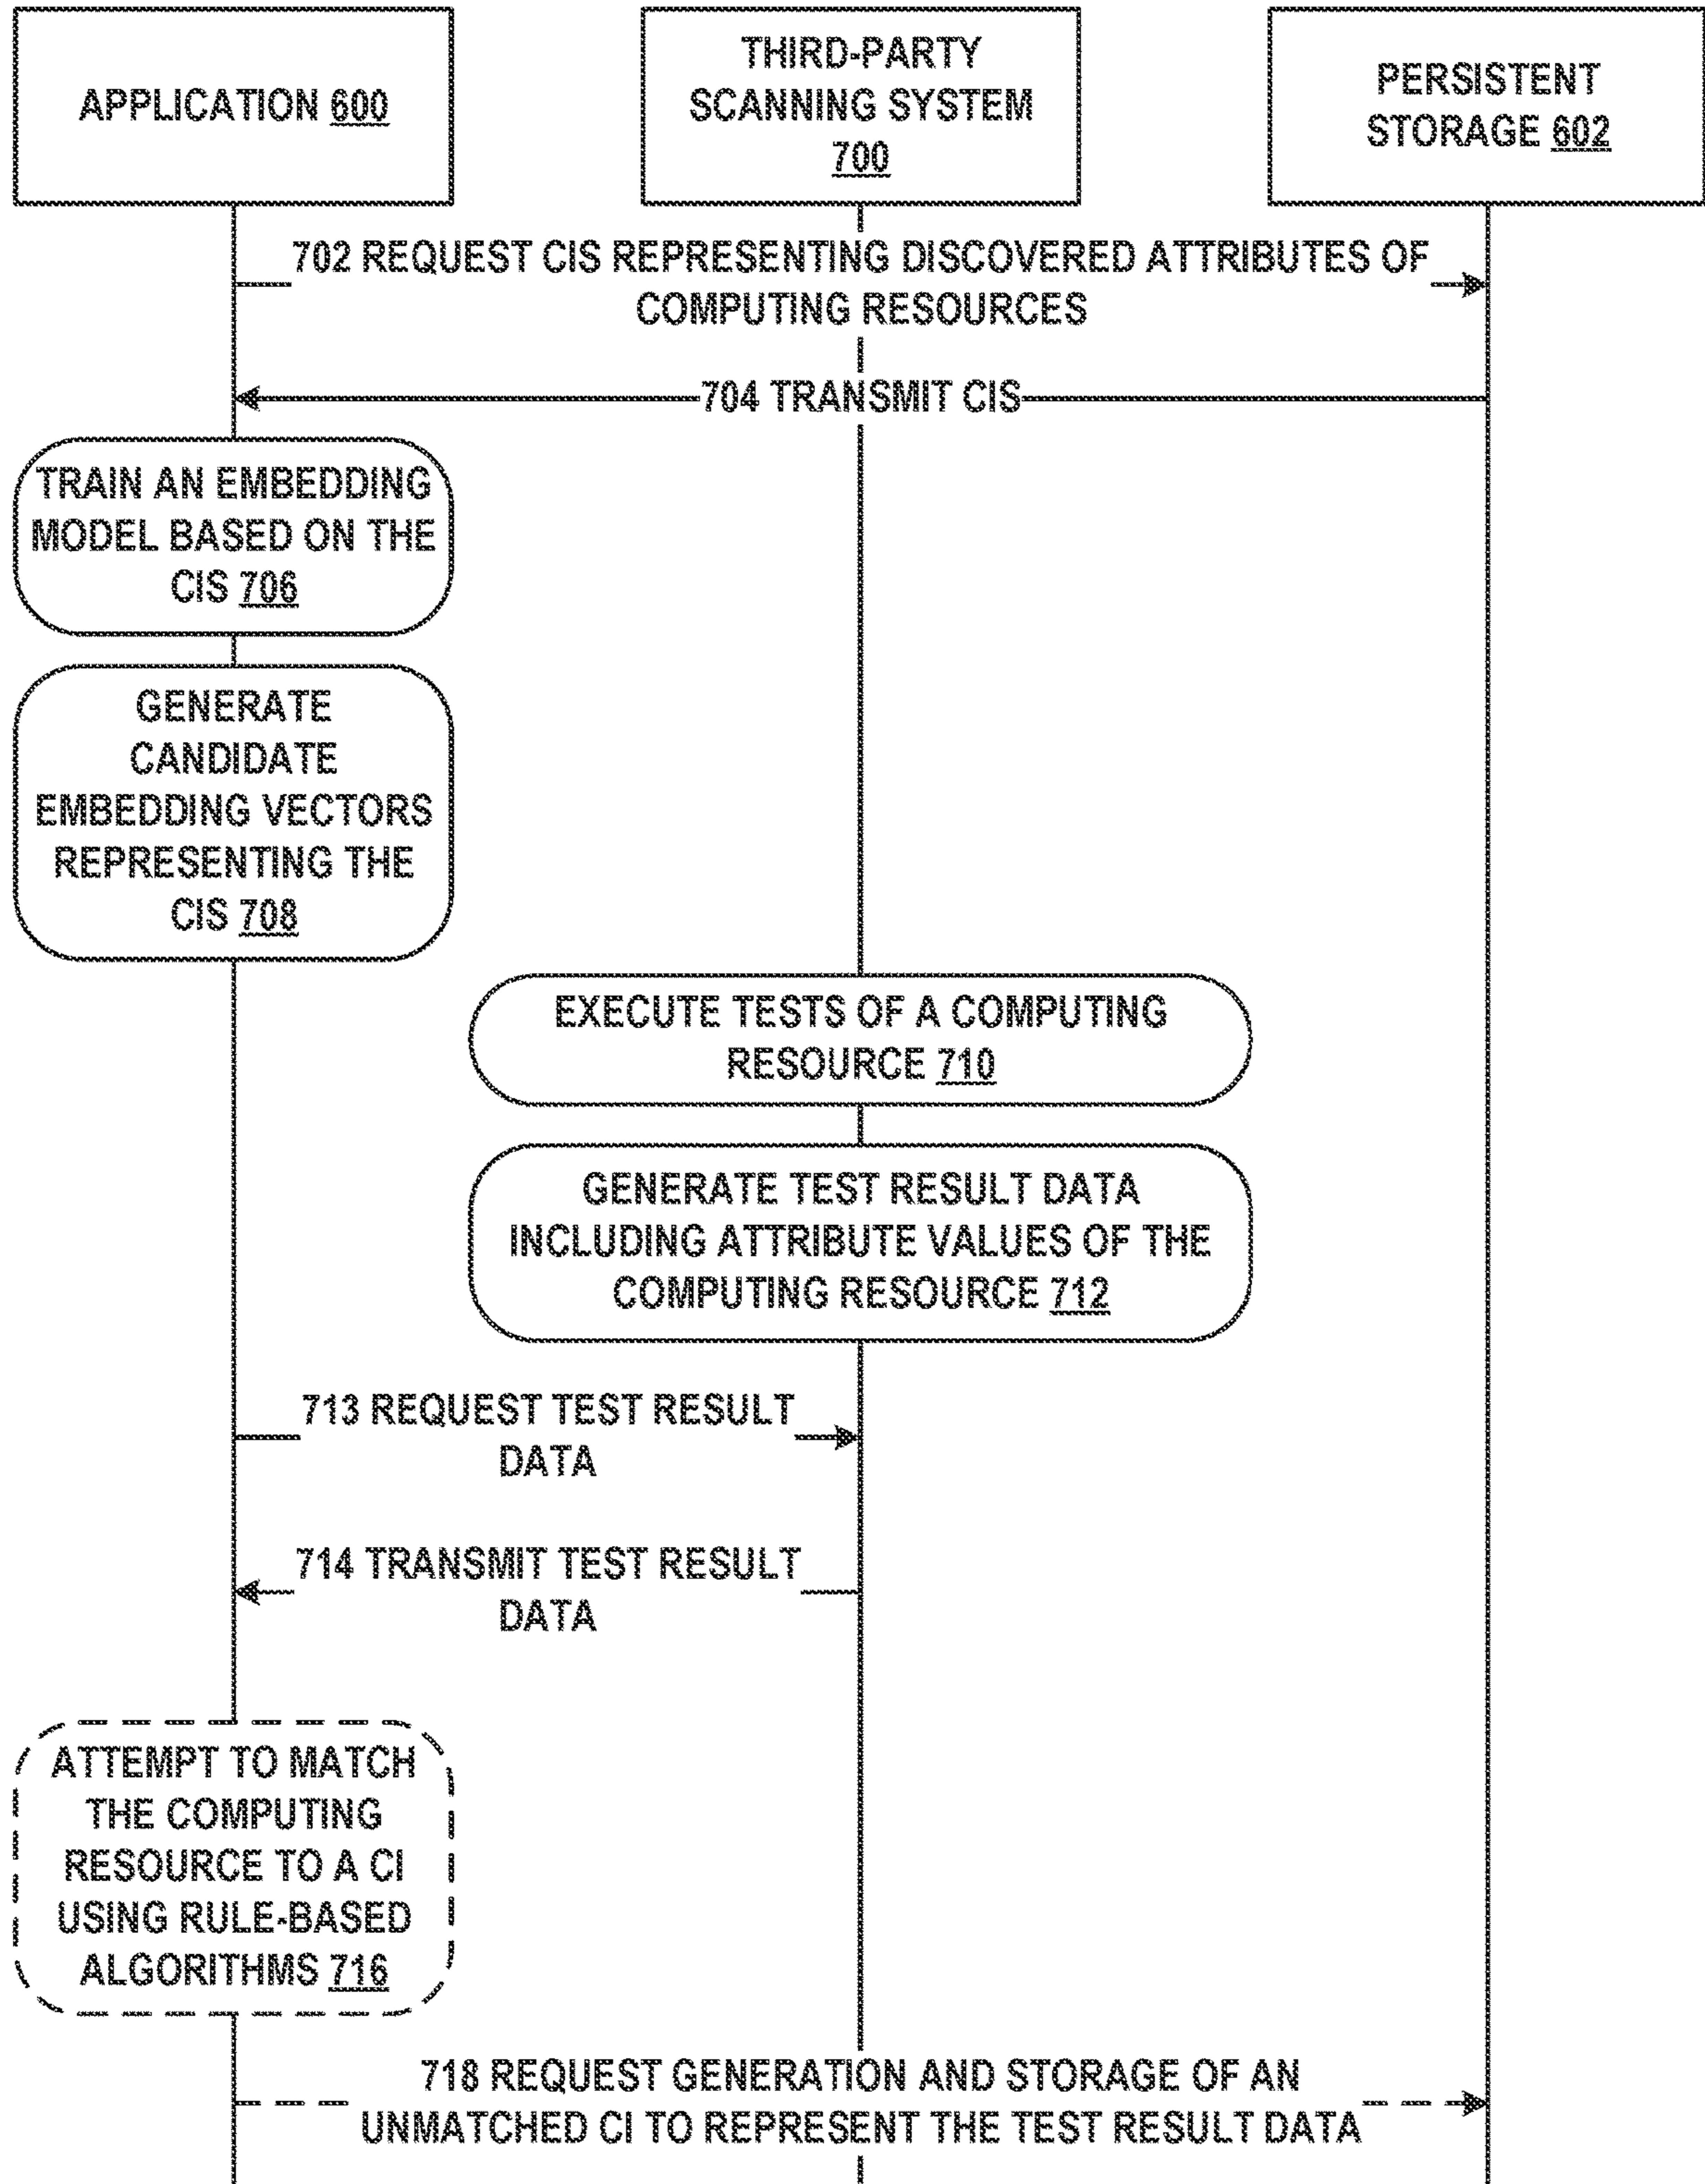 APPLICATION 600
THIRD-PARTY
SCANNING SYSTEM
700
PERSISTENT
STORAGE 602
702 REQUEST CIS REPRESENTING DISCOVERED ATTRIBUTES OF
COMPUTING RESOURCES
704 TRANSMIT CIS
TRAIN AN EMBEDDING
MODEL BASED ON THE
CIS 706
GENERATE
CANDIDATE
EMBEDDING VECTORS
REPRESENTING THE
CIS 708
EXECUTE TESTS OF A COMPUTING
RESOURCE 710
GENERATE TEST RESULT DATA
INCLUDING ATTRIBUTE VALUES OF THE
COMPUTING RESOURCE 712
713 REQUEST TEST RESULT
DATA
714 TRANSMIT TEST RESULT
DATA
ATTEMPT TO MATCH
THE COMPUTING
RESOURCE TO A CI
USING RULE-BASED
ALGORITHMS 716
718 REQUEST GENERATION AND STORAGE OF AN
UNMATCHED CI TO REPRESENT THE TEST RESULT DATA